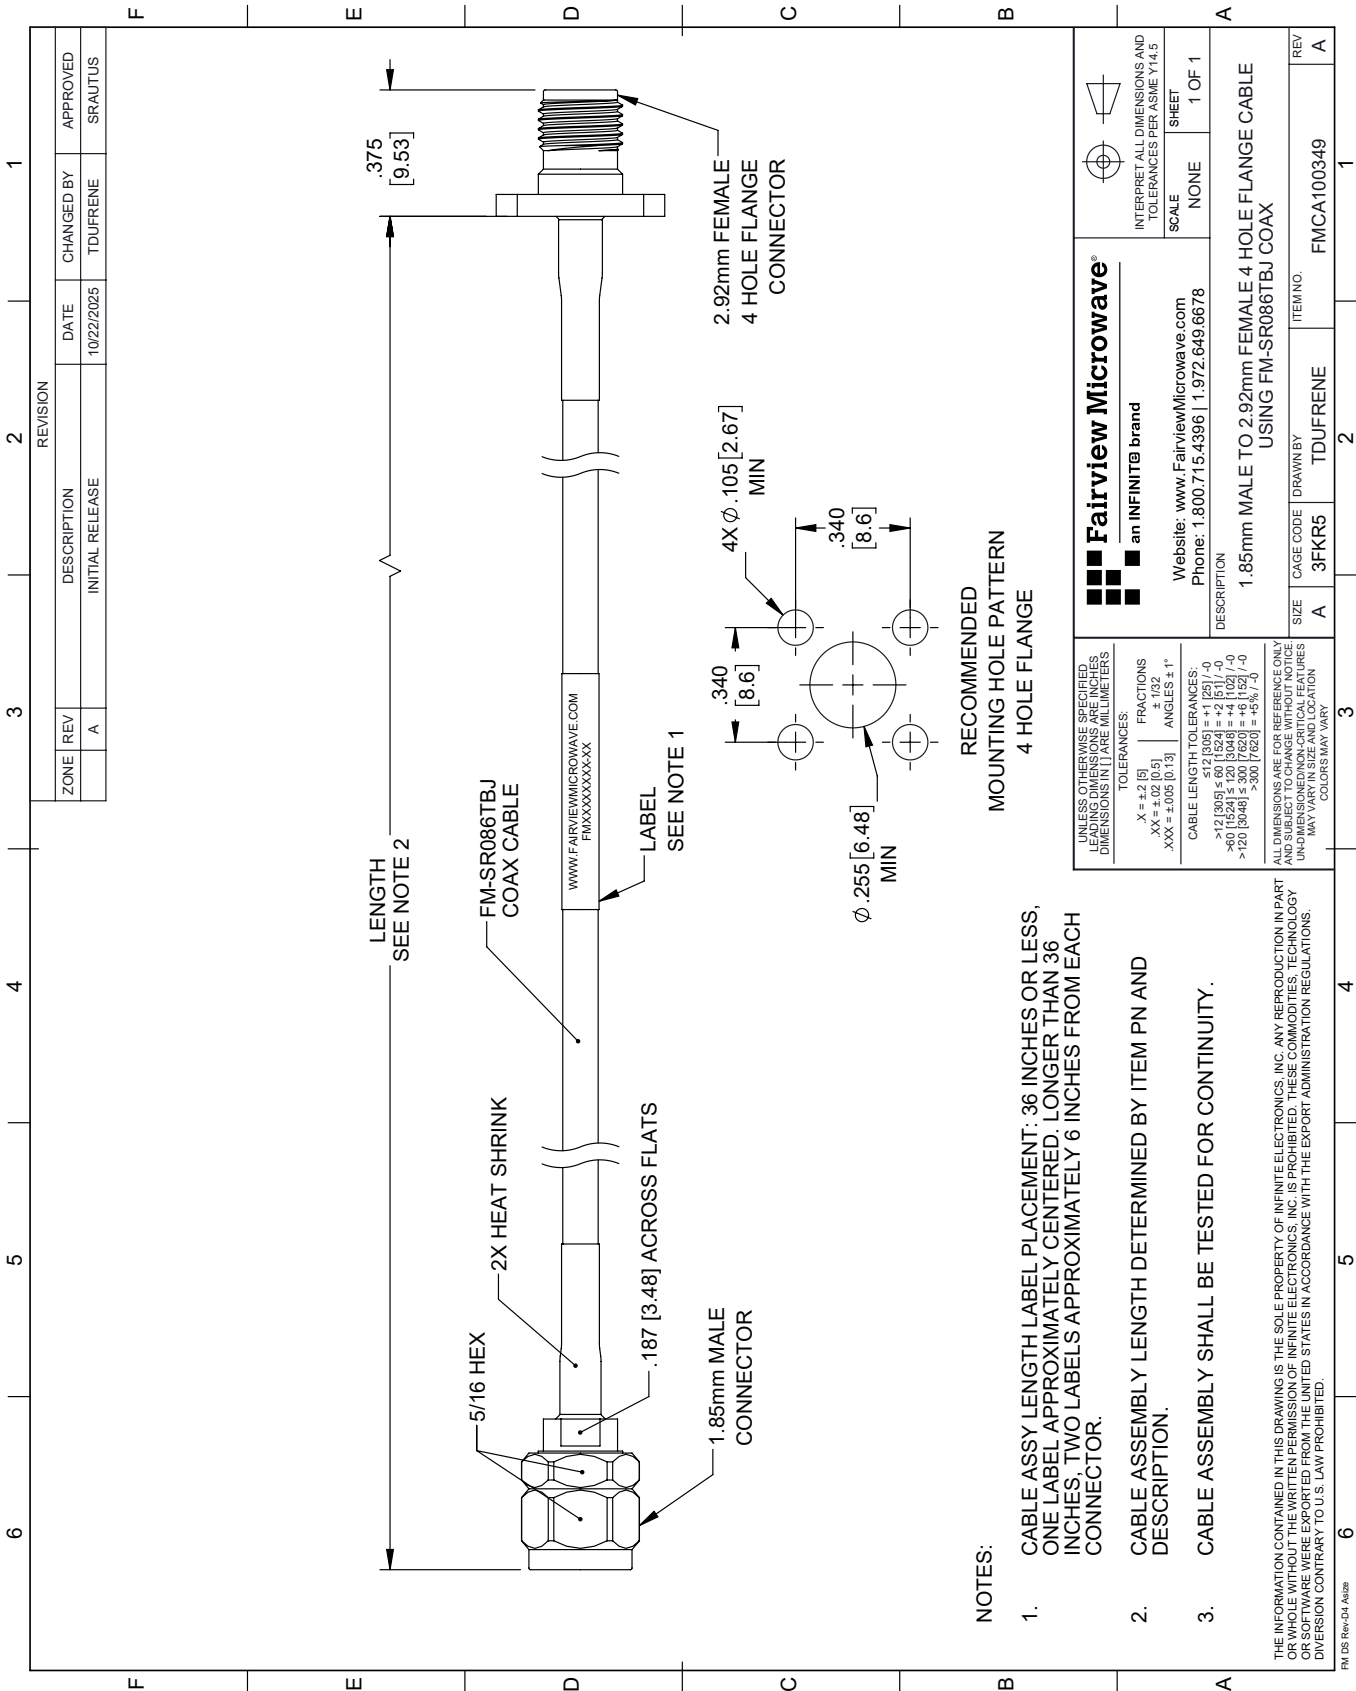 REVISION
ZONE REV DESCRIPTION DATE CHANGED BY APPROVED
A INITIAL RELEASE 10/22/2025 TDUFRENE SRAUTUS
6 5 4 3 2 1
F
E
D
C
B
A
F
E
D
C
B
A
LENGTH
SEE NOTE 2
.375
[9.53]
5/16 HEX
2X HEAT SHRINK
FM-SR086TBJ
COAX CABLE
WWW.FAIRVIEWMICROWAVE.COM
FMXXXXXXXXX-XX
.187 [3.48] ACROSS FLATS
LABEL
SEE NOTE 1
1.85mm MALE
CONNECTOR
2.92mm FEMALE
4 HOLE FLANGE
CONNECTOR
.340
[8.6]
4X Ø.105 [2.67]
MIN
.340
[8.6]
Ø.255 [6.48]
MIN
RECOMMENDED
MOUNTING HOLE PATTERN
4 HOLE FLANGE
NOTES:
1. CABLE ASSY LENGTH LABEL PLACEMENT: 36 INCHES OR LESS,
ONE LABEL APPROXIMATELY CENTERED. LONGER THAN 36
INCHES, TWO LABELS APPROXIMATELY 6 INCHES FROM EACH
CONNECTOR.
2. CABLE ASSEMBLY LENGTH DETERMINED BY ITEM PN AND
DESCRIPTION.
3. CABLE ASSEMBLY SHALL BE TESTED FOR CONTINUITY.
THE INFORMATION CONTAINED IN THIS DRAWING IS THE SOLE PROPERTY OF INFINITE ELECTRONICS, INC. ANY REPRODUCTION IN PART
OR WHOLE WITHOUT THE WRITTEN PERMISSION OF INFINITE ELECTRONICS, INC. IS PROHIBITED. THESE COMMODITIES, TECHNOLOGY
OR SOFTWARE WERE EXPORTED FROM THE UNITED STATES IN ACCORDANCE WITH THE EXPORT ADMINISTRATION REGULATIONS.
DIVERSION CONTRARY TO U.S. LAW PROHIBITED.
UNLESS OTHERWISE SPECIFIED
LEADING DIMENSIONS ARE INCHES
DIMENSIONS IN [ ] ARE MILLIMETERS
TOLERANCES:
.X = ±.2 [5] FRACTIONS
.XX = ±.02 [0.5] ± 1/32
.XXX = ±.005 [0.13] ANGLES ± 1°
CABLE LENGTH TOLERANCES:
≤12 [305] = +1 [25] / -0
>12 [305] ≤ 60 [1524] = +2 [51] / -0
>60 [1524] ≤ 120 [3048] = +4 [102] / -0
>120 [3048] ≤ 300 [7620] = +6 [152] / -0
>300 [7620] = +5% / -0
ALL DIMENSIONS ARE FOR REFERENCE ONLY
AND SUBJECT TO CHANGE WITHOUT NOTICE.
UN-DIMENSIONED/NON-CRITICAL FEATURES
MAY VARY IN SIZE AND LOCATION
COLORS MAY VARY
Fairview Microwave®
an INFINIT® brand
Website: www.FairviewMicrowave.com
Phone: 1.800.715.4396 | 1.972.649.6678
INTERPRET ALL DIMENSIONS AND
TOLERANCES PER ASME Y14.5
SCALE NONE SHEET 1 OF 1
DESCRIPTION
1.85mm MALE TO 2.92mm FEMALE 4 HOLE FLANGE CABLE
USING FM-SR086TBJ COAX
SIZE CAGE CODE DRAWN BY ITEM NO. REV
A 3FKR5 TDUFRENE FMCA100349 A
6 5 4 3 2 1
FM DS Rev-D4 Asize